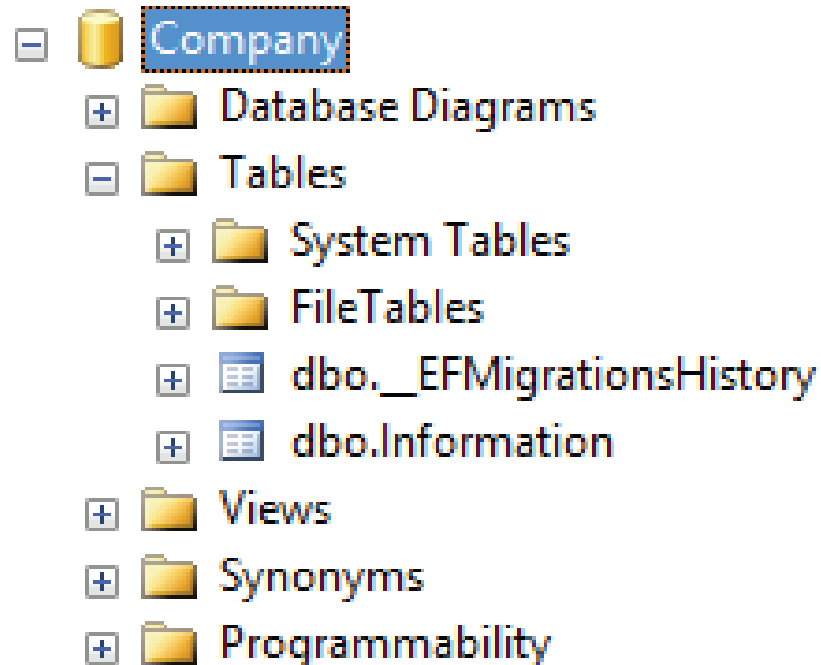 Company
Database Diagrams
Tables
System Tables
FileTables
dbo.__EFMigrationsHistory
dbo.Information
Views
Synonyms
Programmability